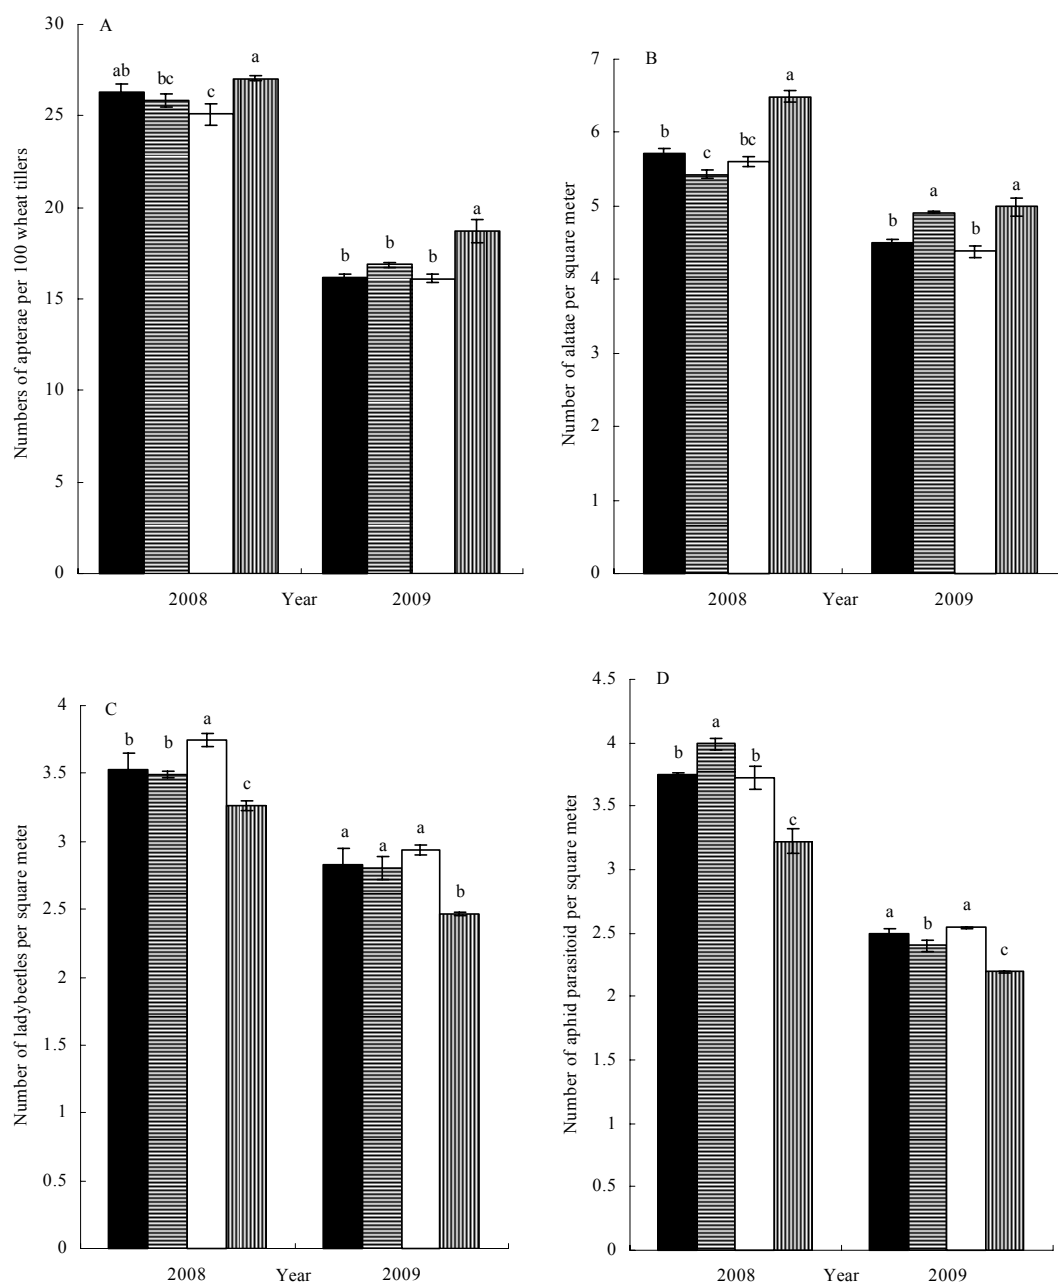 A
Numbers of apterae per 100 wheat tillers
30
25
20
15
10
5
0
ab
bc
c
a
b
b
b
a
2008
Year
2009
B
Number of alatae per square meter
7
6
5
4
3
2
1
0
b
c
bc
a
b
a
b
a
2008
Year
2009
C
Number of ladybeetles per square meter
4
3.5
3
2.5
2
1.5
1
0.5
0
b
b
a
c
a
a
a
b
2008
Year
2009
D
Number of aphid parasitoid per square meter
4.5
4
3.5
3
2.5
2
1.5
1
0.5
0
b
a
b
c
a
b
a
c
2008
Year
2009